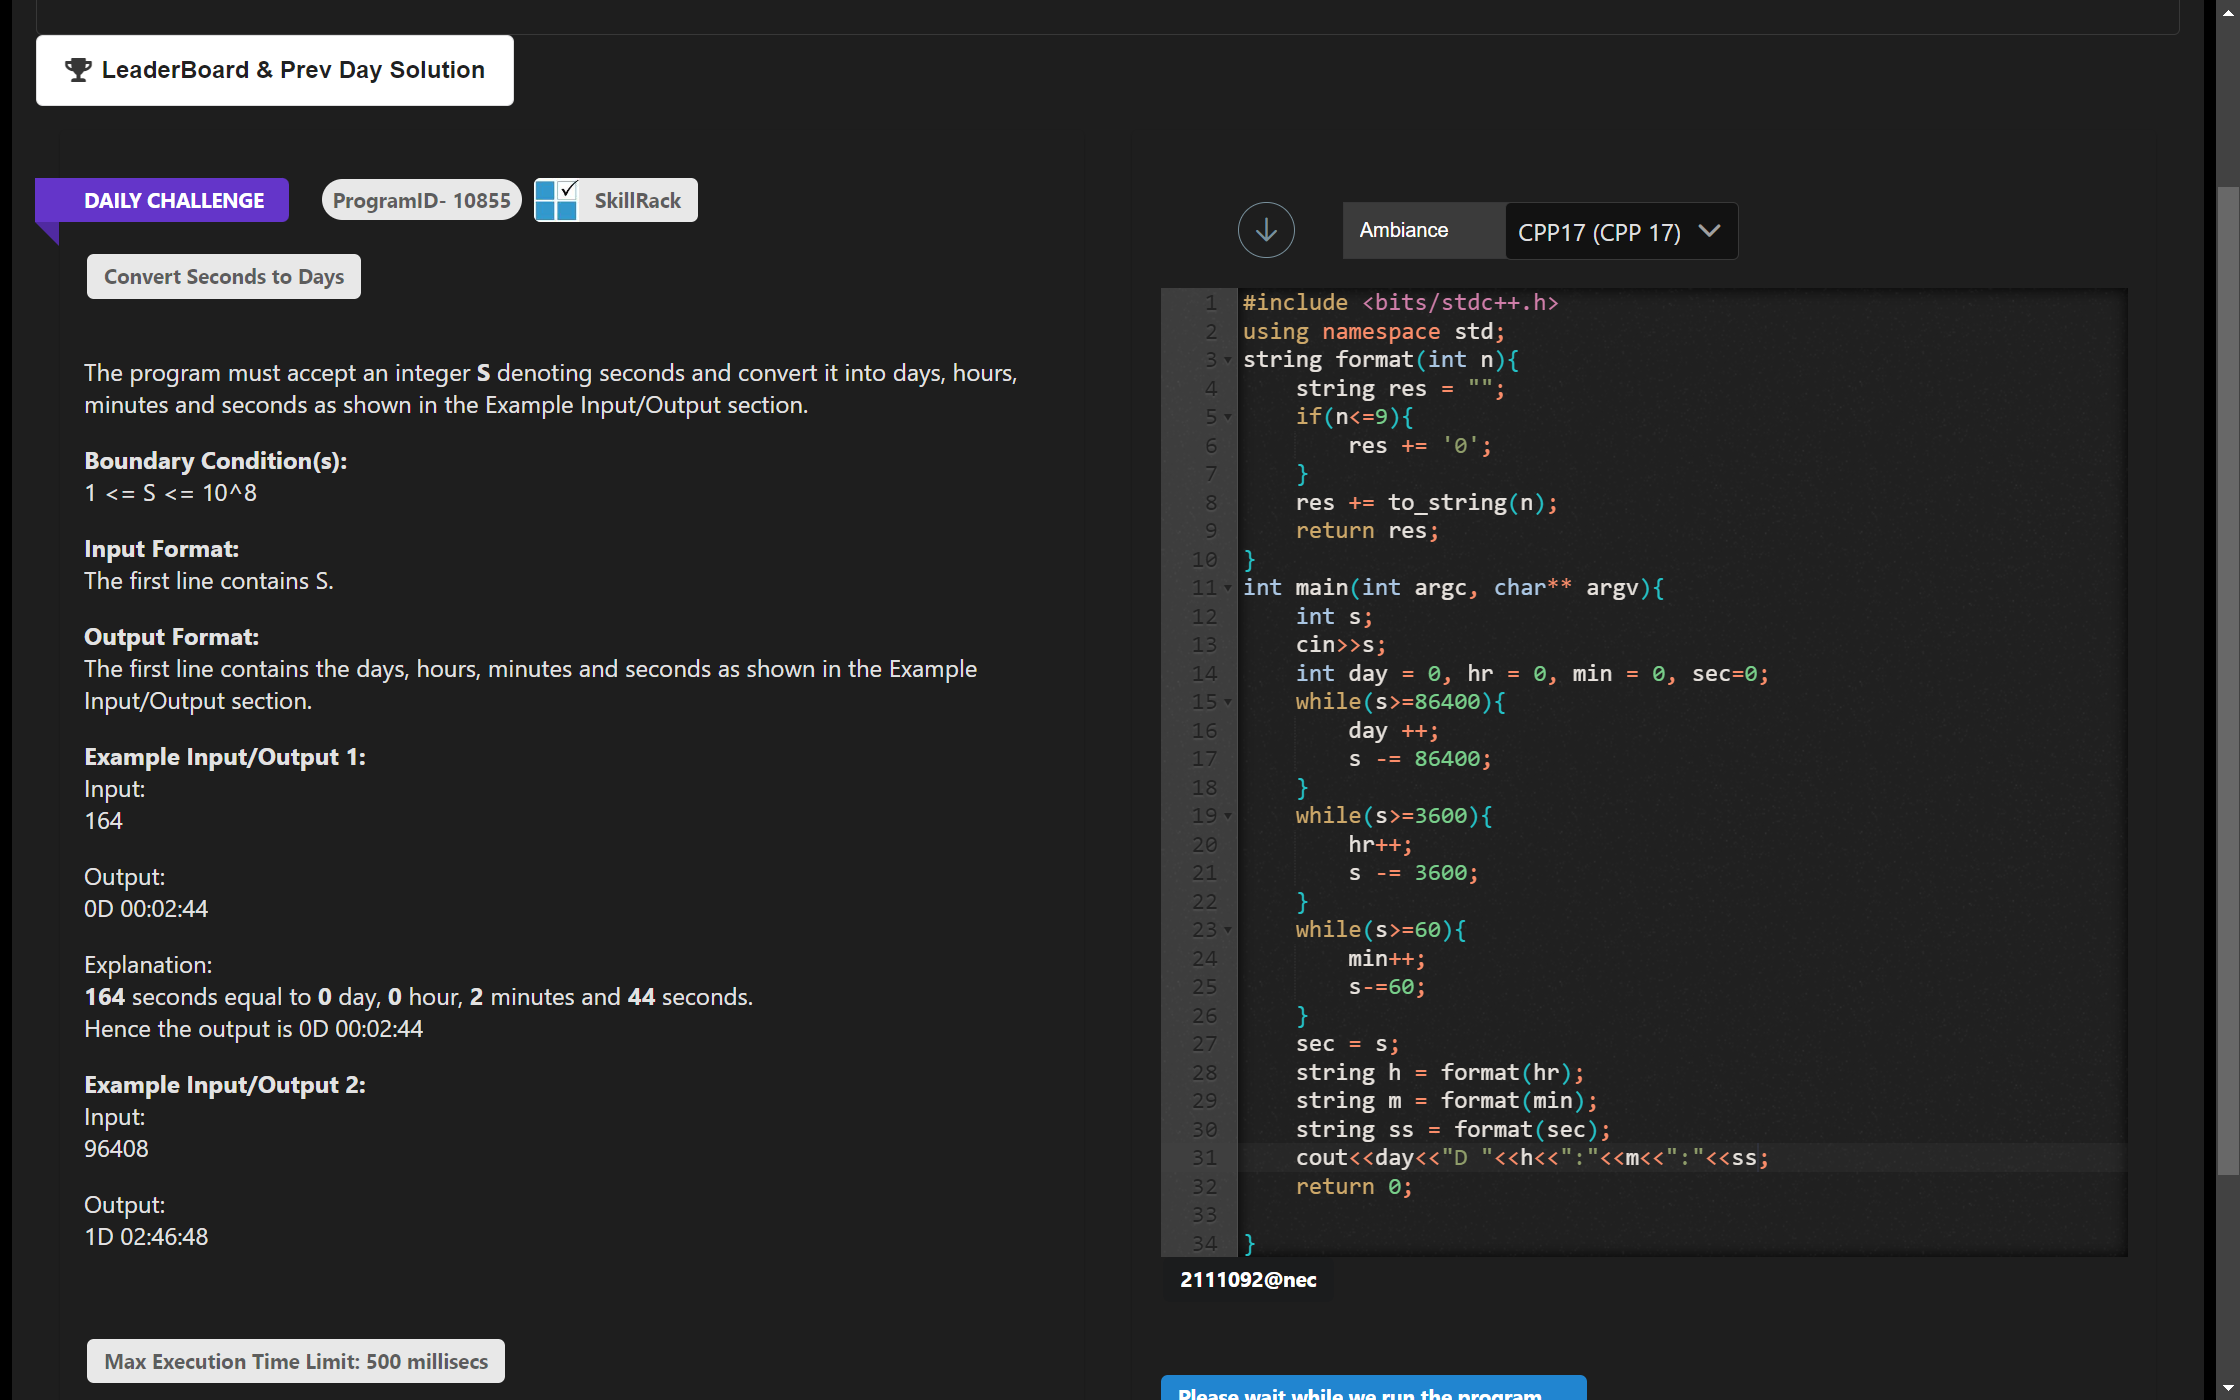 LeaderBoard & Prev Day Solution
DAILY CHALLENGE
ProgramID- 10855
SkillRack
Convert Seconds to Days
The program must accept an integer S denoting seconds and convert it into days, hours,
minutes and seconds as shown in the Example Input/Output section.
Boundary Condition(s):
1 <= S <= 10^8
Input Format:
The first line contains S.
Output Format:
The first line contains the days, hours, minutes and seconds as shown in the Example
Input/Output section.
Example Input/Output 1:
Input:
164
Output:
0D 00:02:44
Explanation:
164 seconds equal to 0 day, 0 hour, 2 minutes and 44 seconds.
Hence the output is 0D 00:02:44
Example Input/Output 2:
Input:
96408
Output:
1D 02:46:48
Max Execution Time Limit: 500 millisecs
Ambiance
CPP17 (CPP 17)
1 #include <bits/stdc++.h>
2 using namespace std;
3 string format(int n){
4     string res = "";
5     if(n<=9){
6         res += '0';
7     }
8     res += to_string(n);
9     return res;
10 }
11 int main(int argc, char** argv){
12     int s;
13     cin>>s;
14     int day = 0, hr = 0, min = 0, sec=0;
15     while(s>=86400){
16         day ++;
17         s -= 86400;
18     }
19     while(s>=3600){
20         hr++;
21         s -= 3600;
22     }
23     while(s>=60){
24         min++;
25         s-=60;
26     }
27     sec = s;
28     string h = format(hr);
29     string m = format(min);
30     string ss = format(sec);
31     cout<<day<<"D "<<h<<":"<<m<<":"<<ss;
32     return 0;
33
34 }
2111092@nec
Please wait while we run the program